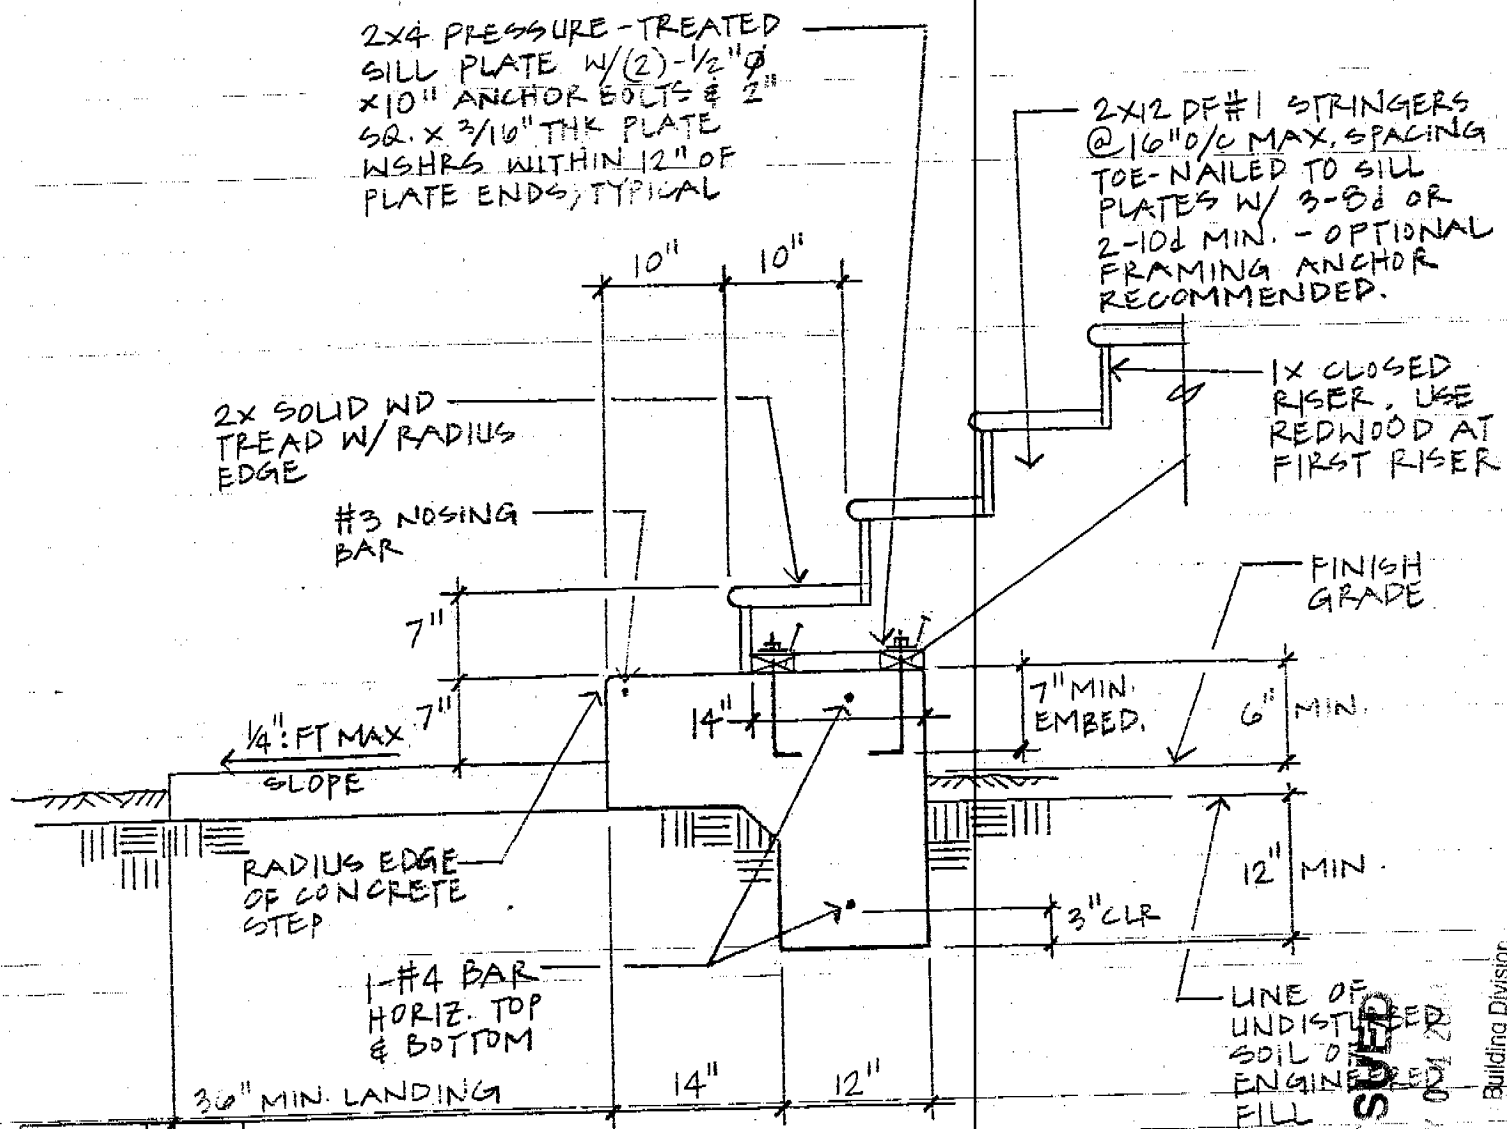 2X4 PRESSURE-TREATED
SILL PLATE W/(2)-1/2"Ø
X10" ANCHOR BOLTS & 2"
SQ. X 3/16" THK PLATE
WSHRS WITHIN 12" OF
PLATE ENDS, TYPICAL
2X12 DF#1 STRINGERS
@16"O/C MAX. SPACING
TOE-NAILED TO SILL
PLATES W/ 3-8d OR
2-10d MIN. - OPTIONAL
FRAMING ANCHOR
RECOMMENDED.
10"
10"
1X CLOSED
RISER. USE
REDWOOD AT
FIRST RISER
2X SOLID WD
TREAD W/ RADIUS
EDGE
#3 NOSING
BAR
FINISH
GRADE
7"
7"
14"
7" MIN.
EMBED.
6" MIN.
1/4":FT MAX
SLOPE
RADIUS EDGE
OF CONCRETE
STEP
12" MIN.
3" CLR
1-#4 BAR
HORIZ. TOP
& BOTTOM
LINE OF
UNDISTURBED
SOIL OR
ENGINEERED
FILL
36" MIN. LANDING
14"
12"
Building Division